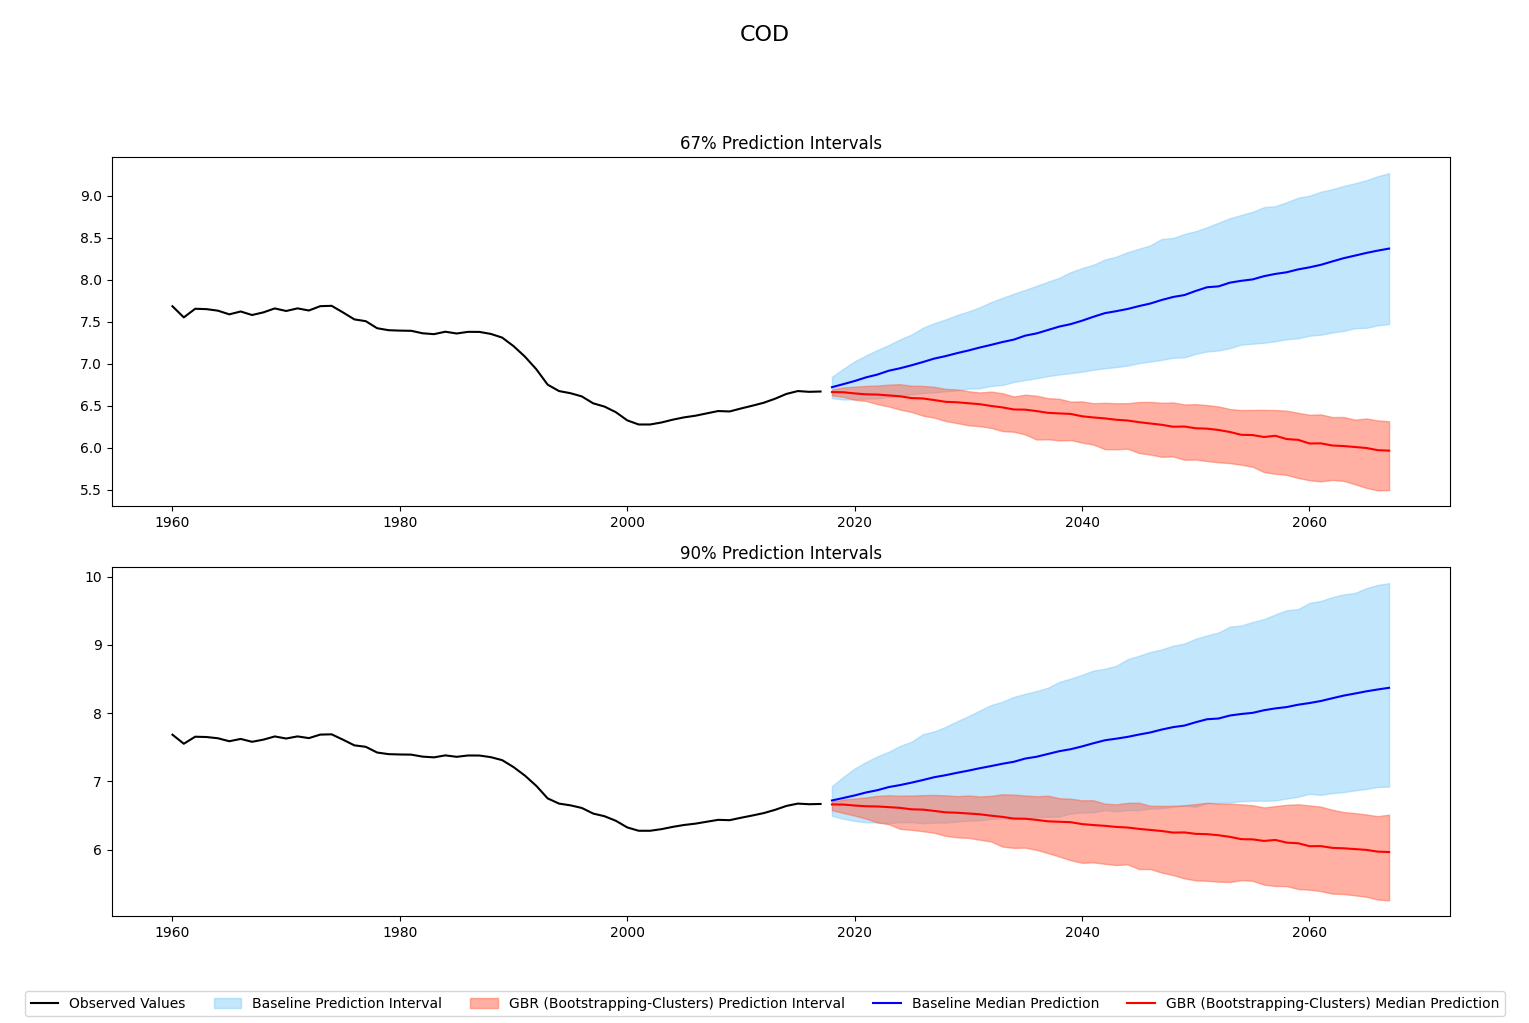 COD
67% Prediction Intervals
9.0
8.5
8.0
7.5
7.0
6.5
6.0
5.5
1960 1980 2000 2020 2040 2060
90% Prediction Intervals
10
9
8
7
6
1960 1980 2000 2020 2040 2060
Observed Values Baseline Prediction Interval GBR (Bootstrapping-Clusters) Prediction Interval Baseline Median Prediction GBR (Bootstrapping-Clusters) Median Prediction